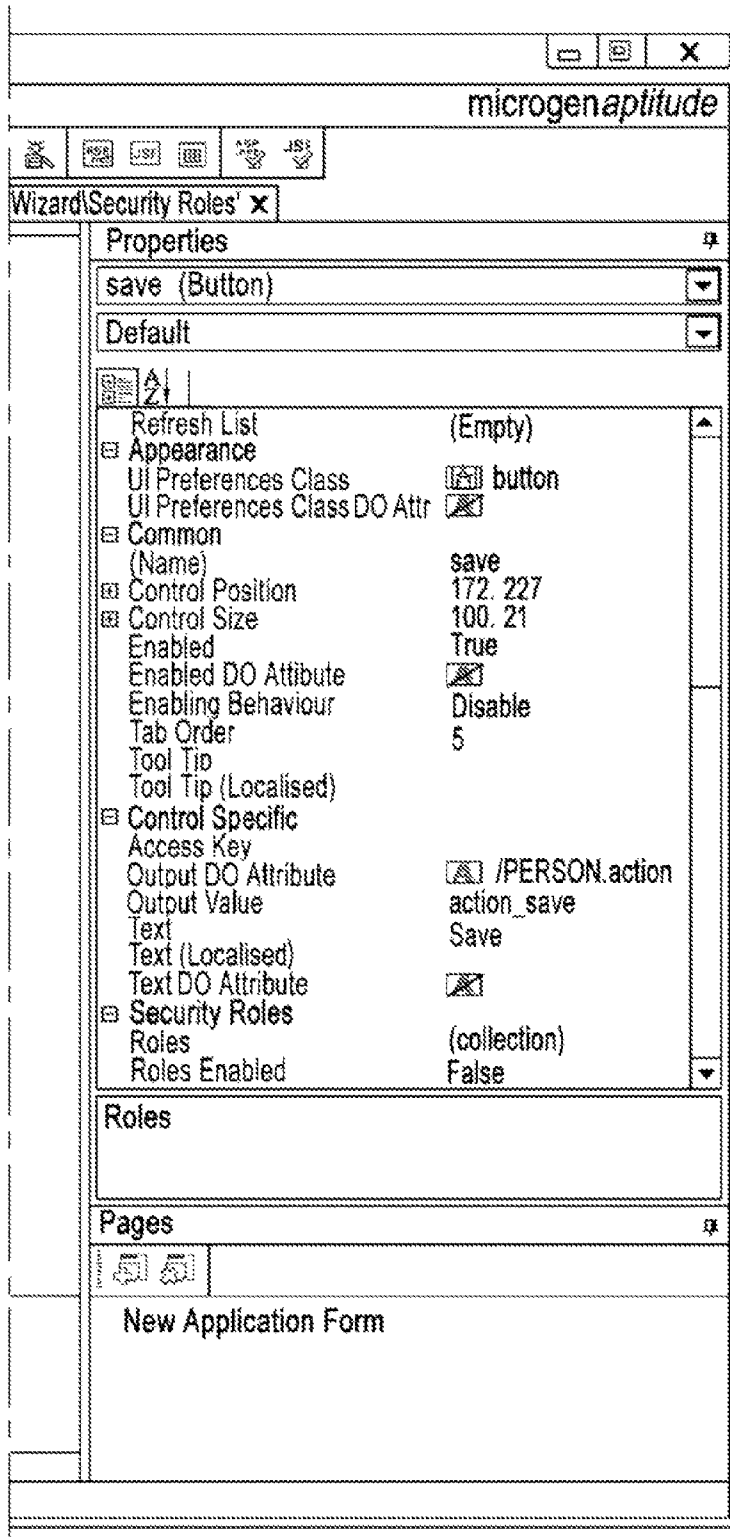 microgenaptitude
Wizard\Security Roles'
Properties
save (Button)
Default
Refresh List (Empty)
Appearance
UI Preferences Class button
UI Preferences Class DO Attr
Common
(Name) save
Control Position 172. 227
Control Size 100. 21
Enabled True
Enabled DO Attibute
Enabling Behaviour Disable
Tab Order 5
Tool Tip
Tool Tip (Localised)
Control Specific
Access Key
Output DO Attribute /PERSON.action
Output Value action_save
Text Save
Text (Localised)
Text DO Attribute
Security Roles
Roles (collection)
Roles Enabled False
Roles
Pages
New Application Form